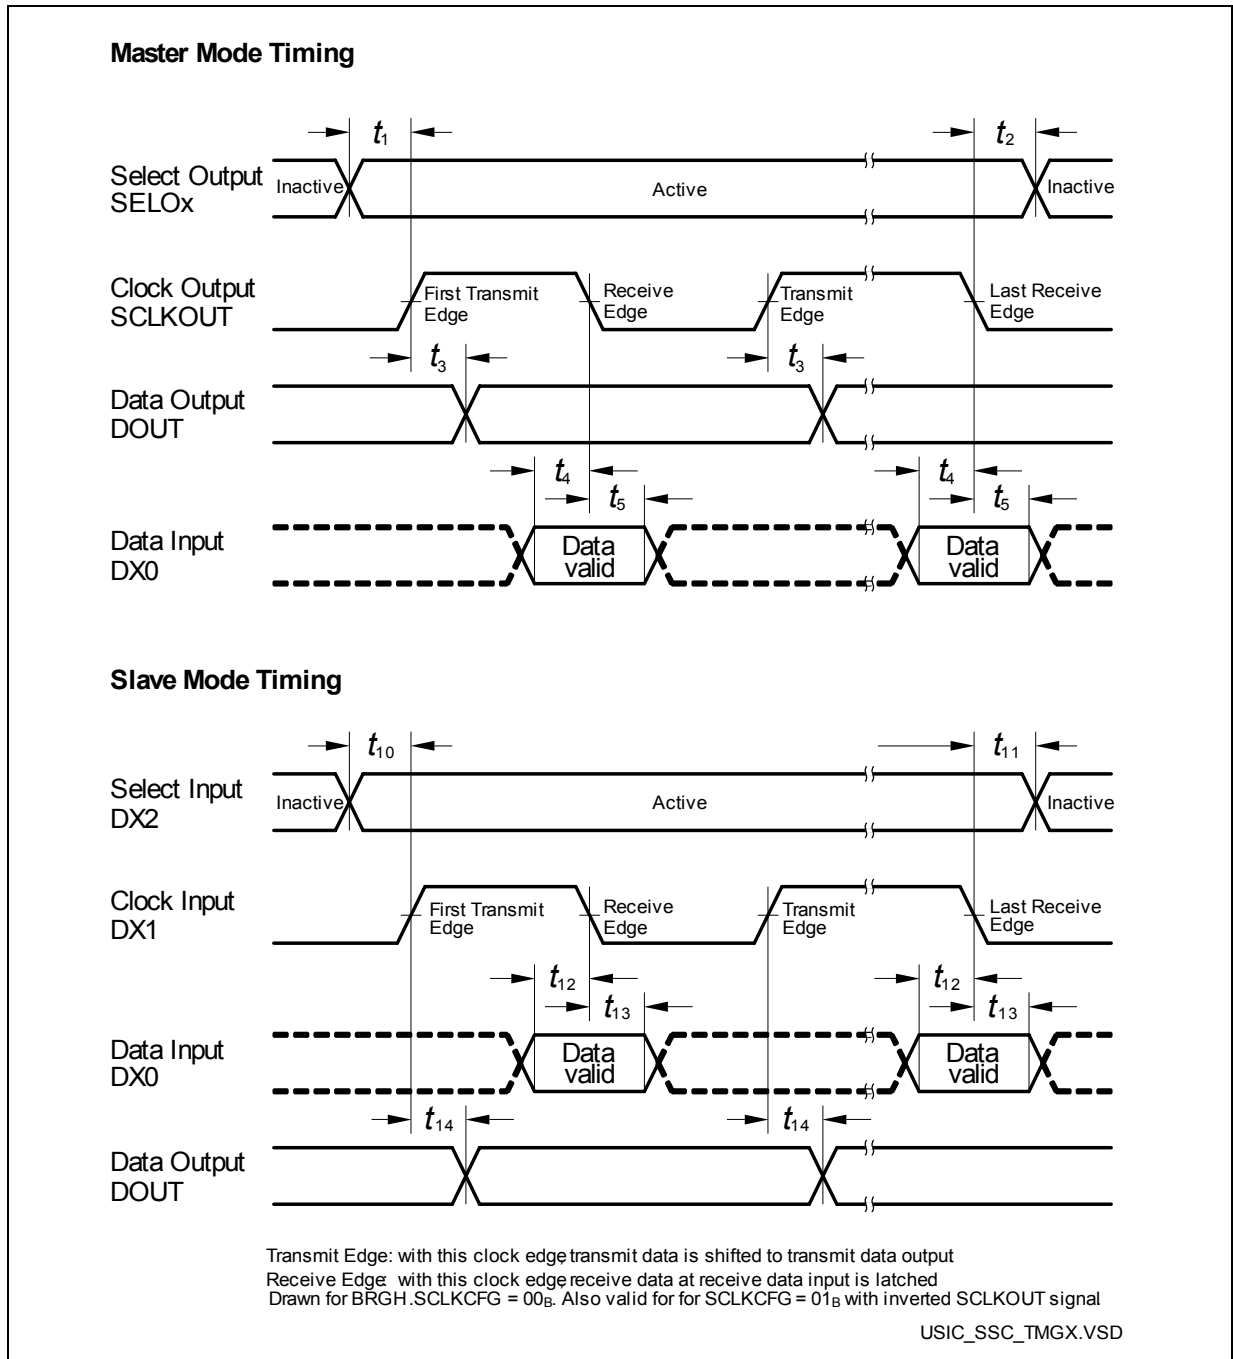 Master Mode Timing
t1
t2
Select Output
SELOx
Inactive
Active
Inactive
Clock Output
SCLKOUT
First Transmit
Edge
Receive
Edge
Transmit
Edge
Last Receive
Edge
t3
t3
Data Output
DOUT
t4
t5
t4
t5
Data Input
DX0
Data
valid
Data
valid
Slave Mode Timing
t10
t11
Select Input
DX2
Inactive
Active
Inactive
Clock Input
DX1
First Transmit
Edge
Receive
Edge
Transmit
Edge
Last Receive
Edge
t12
t13
t12
t13
Data Input
DX0
Data
valid
Data
valid
t14
t14
Data Output
DOUT
Transmit Edge: with this clock edge, transmit data is shifted to transmit data output
Receive Edge: with this clock edge, receive data at receive data input is latched
Drawn for BRGH.SCLKCFG = 00B. Also valid for for SCLKCFG = 01B with inverted SCLKOUT signal.
USIC_SSC_TMGX.VSD